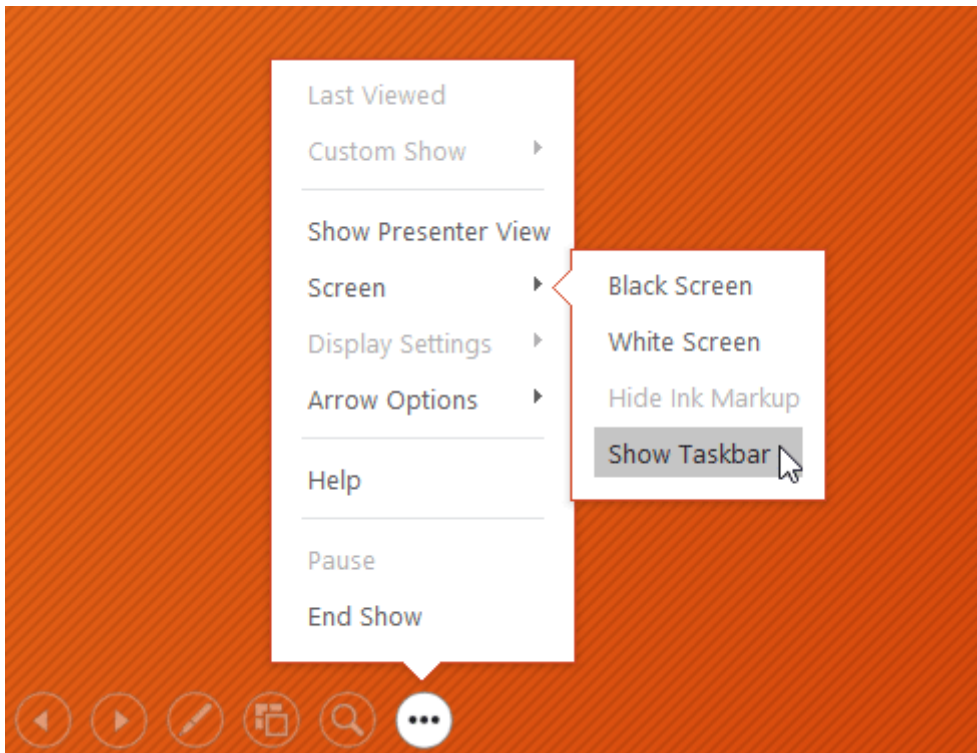 Last Viewed
Custom Show
Show Presenter View
Screen
Display Settings
Arrow Options
Help
Pause
End Show
Black Screen
White Screen
Hide Ink Markup
Show Taskbar